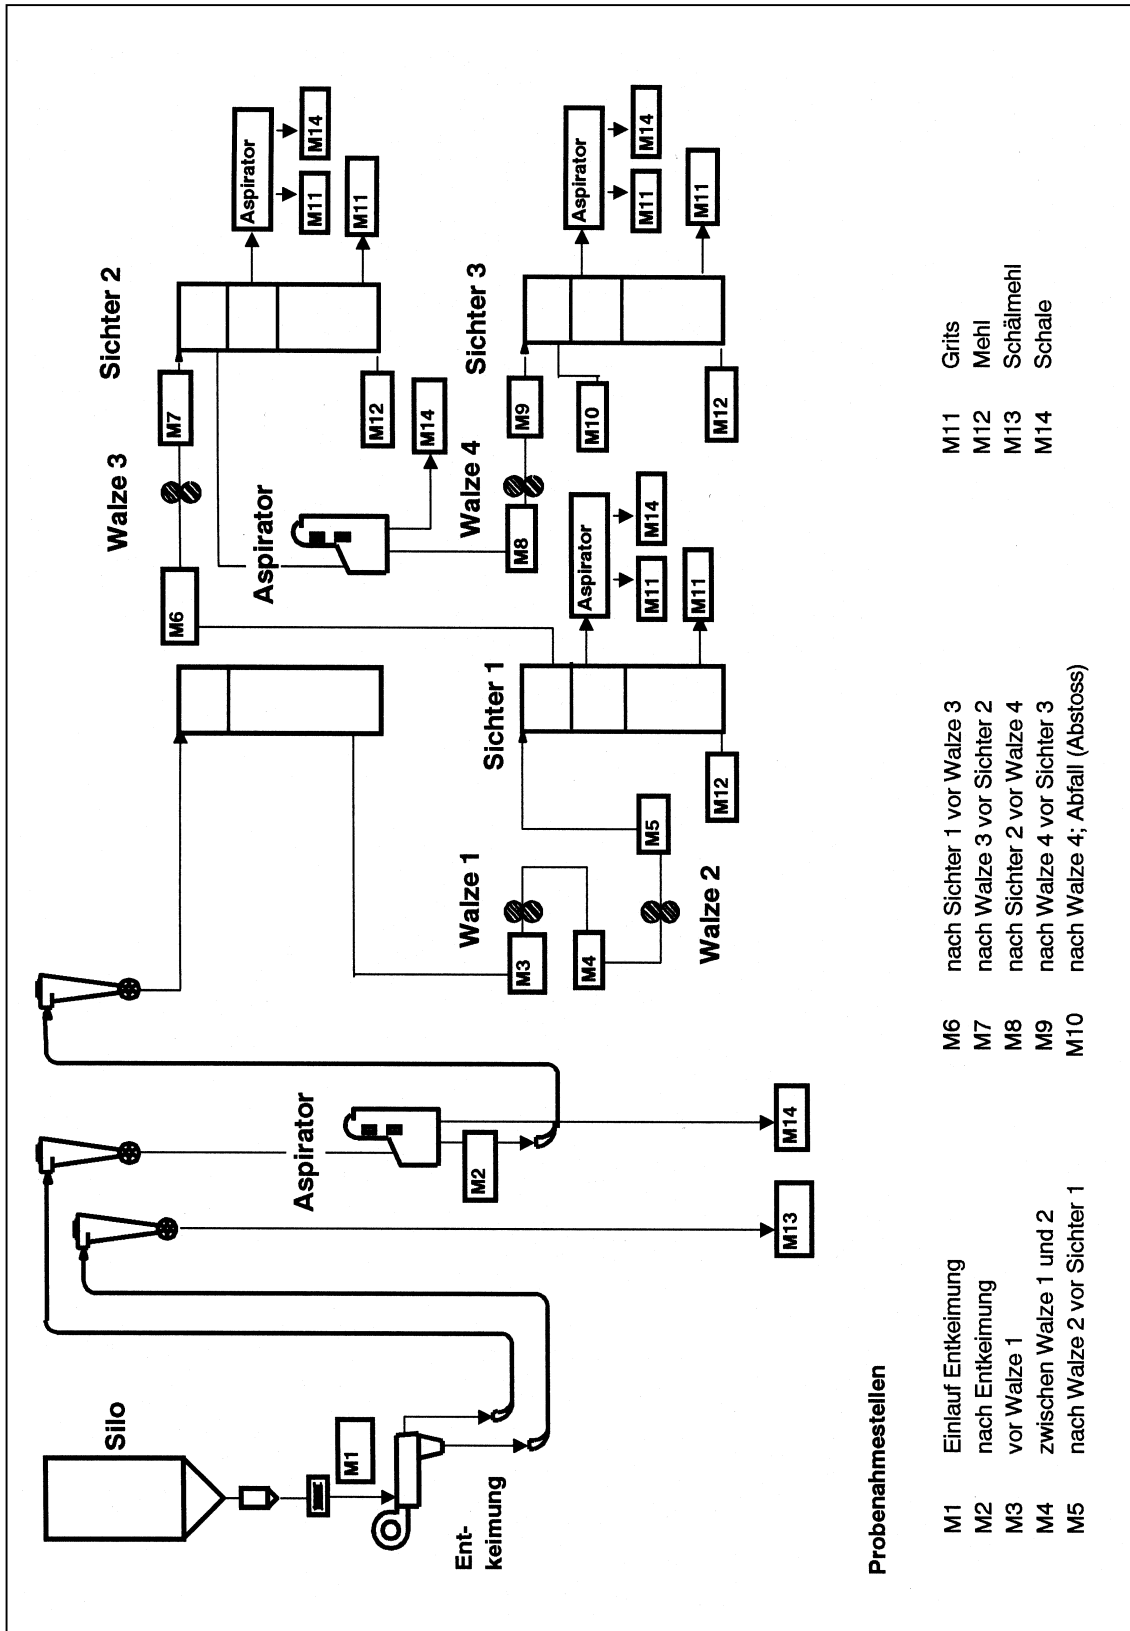 Silo
M1
Ent-
keimung
M13
Aspirator
M2
M14
M3
Walze 1
M4
Walze 2
M5
Sichter 1
M12
Aspirator
M11
M14
M11
M6
Walze 3
M7
Sichter 2
M12
Aspirator
M11
M14
M11
Aspirator
M14
M8
Walze 4
M9
Sichter 3
M10
M12
Aspirator
M11
M14
M11
Probenahmestellen
M1 Einlauf Entkeimung
M2 nach Entkeimung
M3 vor Walze 1
M4 zwischen Walze 1 und 2
M5 nach Walze 2 vor Sichter 1
M6 nach Sichter 1 vor Walze 3
M7 nach Walze 3 vor Sichter 2
M8 nach Sichter 2 vor Walze 4
M9 nach Walze 4 vor Sichter 3
M10 nach Walze 4; Abfall (Abstoss)
M11 Grits
M12 Mehl
M13 Schälmehl
M14 Schale